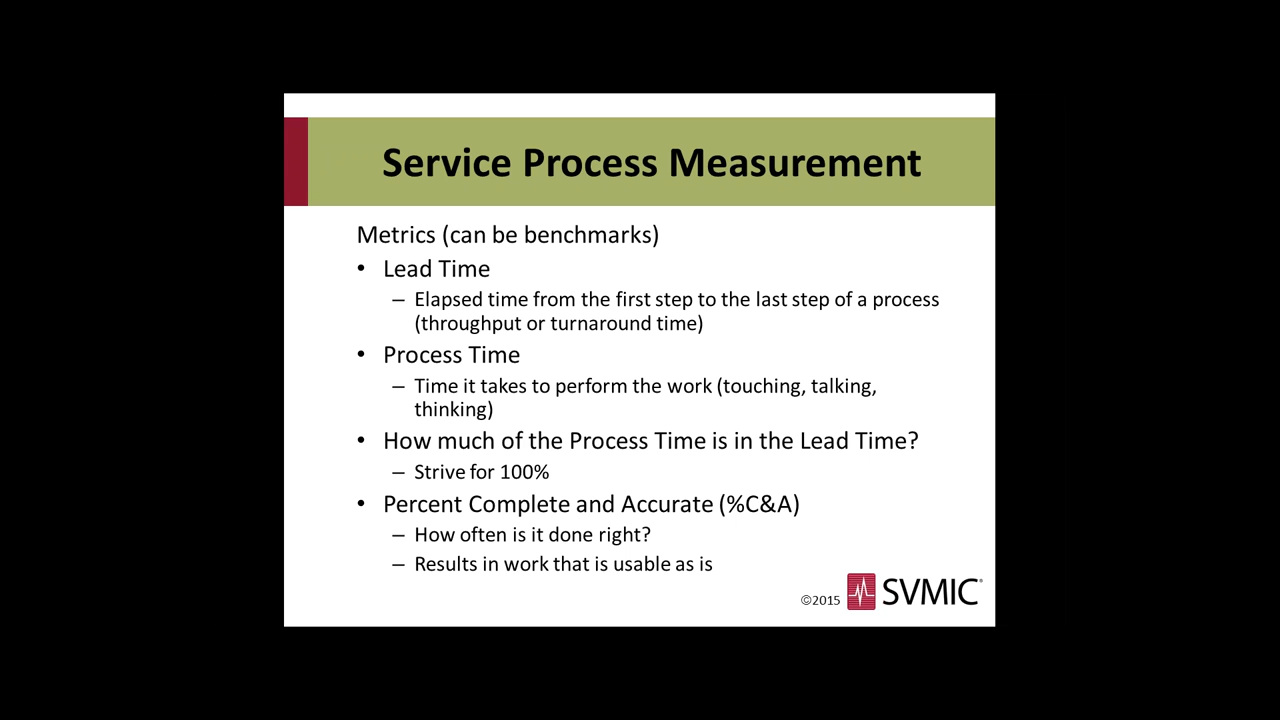 Service Process Measurement
Metrics (can be benchmarks)
• Lead Time
– Elapsed time from the first step to the last step of a process
(throughput or turnaround time)
• Process Time
– Time it takes to perform the work (touching, talking,
thinking)
• How much of the Process Time is in the Lead Time?
– Strive for 100%
• Percent Complete and Accurate (%C&A)
– How often is it done right?
– Results in work that is usable as is
©2015 SVMIC®